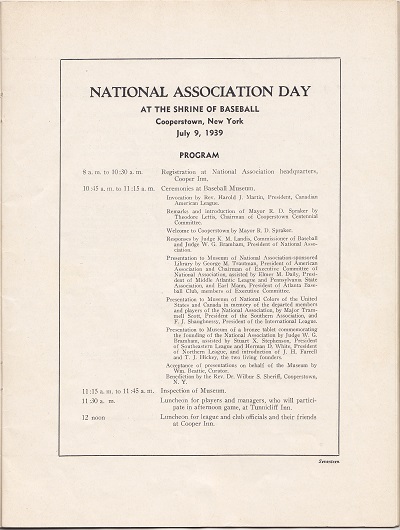 NATIONAL ASSOCIATION DAY
AT THE SHRINE OF BASEBALL
Cooperstown, New York
July 9, 1939
PROGRAM
8 a. m. to 10:30 a. m. Registration at National Association headquarters,
Cooper Inn.
10:45 a. m. to 11:15 a. m. Ceremonies at Baseball Museum.
Invocation by Rev. Harold J. Martin, President, Canadian
American League.
Remarks and introduction of Mayor R. D. Speaker by
Theodore Lettis, Chairman of Cooperstown Centennial
Committee.
Welcome to Cooperstown by Mayor R. D. Speaker.
Responses by Judge K. M. Landis, Commissioner of Baseball
and Judge W. G. Bramham, President of National Asso-
ciation.
Presentation to Museum of National Association-sponsored
Library by George M. Trautman, President of American
Association and Chairman of Executive Committee of
National Association, assisted by Elmer M. Daily, Presi-
dent of Middle Atlantic League and Pennsylvania State
Association, and Earl Mann, President of Atlanta Base-
ball Club, members of Executive Committee.
Presentation to Museum of National Colors of the United
States and Canada in memory of the departed members
and players of the National Association, by Major Tram-
mell Scott, President of the Southern Association, and
F. J. Shaughnessy, President of the International League.
Presentation to Museum of a bronze tablet commemorating
the founding of the National Association by Judge W. G.
Bramham, assisted by Stuart X. Stephenson, President
of Southeastern League and Herman D. White, President
of Northern League, and introduction of J. H. Farrell
and T. J. Hickey, the two living founders.
Acceptance of presentations on behalf of the Museum by
Wm. Beattie, Curator.
Benediction by the Rev. Dr. Wilbur S. Sheriff, Cooperstown,
N. Y.
11:15 a. m. to 11:45 a. m. Inspection of Museum.
11:30 a. m. Luncheon for players and managers, who will partici-
pate in afternoon game, at Tunnicliff Inn.
12 noon Luncheon for league and club officials and their friends
at Cooper Inn.
Seventeen